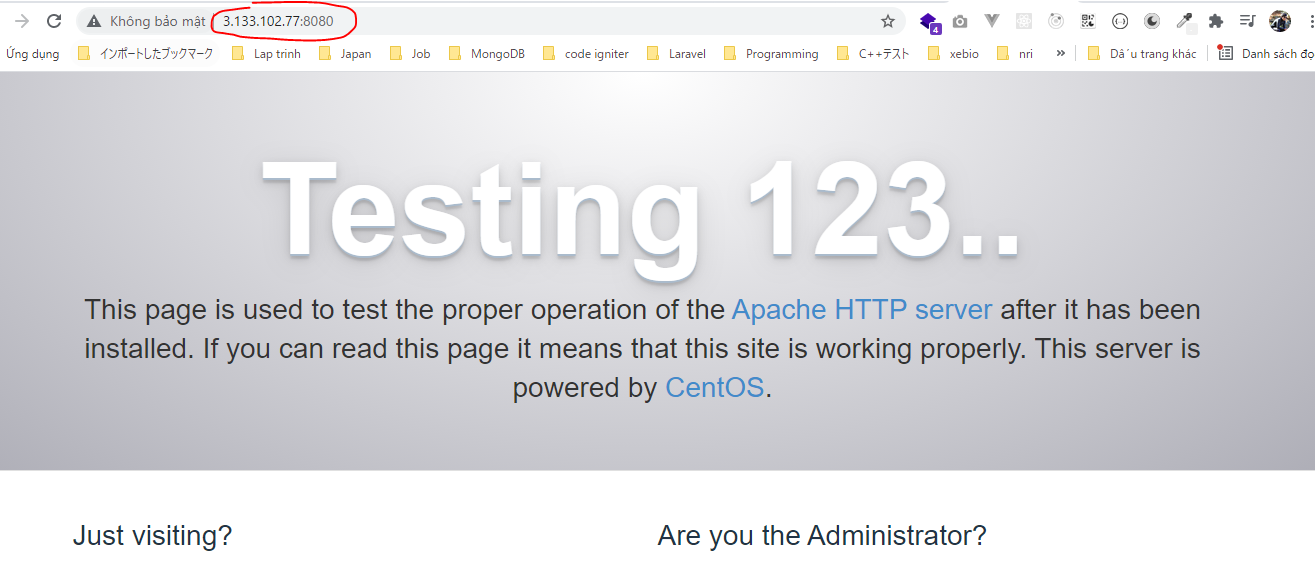 Không bảo mật 3.133.102.77:8080
4
Ứng dụng インポートしたブックマーク Lap trinh Japan Job MongoDB code igniter Laravel Programming C++テスト xebio nri » Dấu trang khác Danh sách đọ
Testing 123..
This page is used to test the proper operation of the Apache HTTP server after it has been
installed. If you can read this page it means that this site is working properly. This server is
powered by CentOS.
Just visiting?
Are you the Administrator?